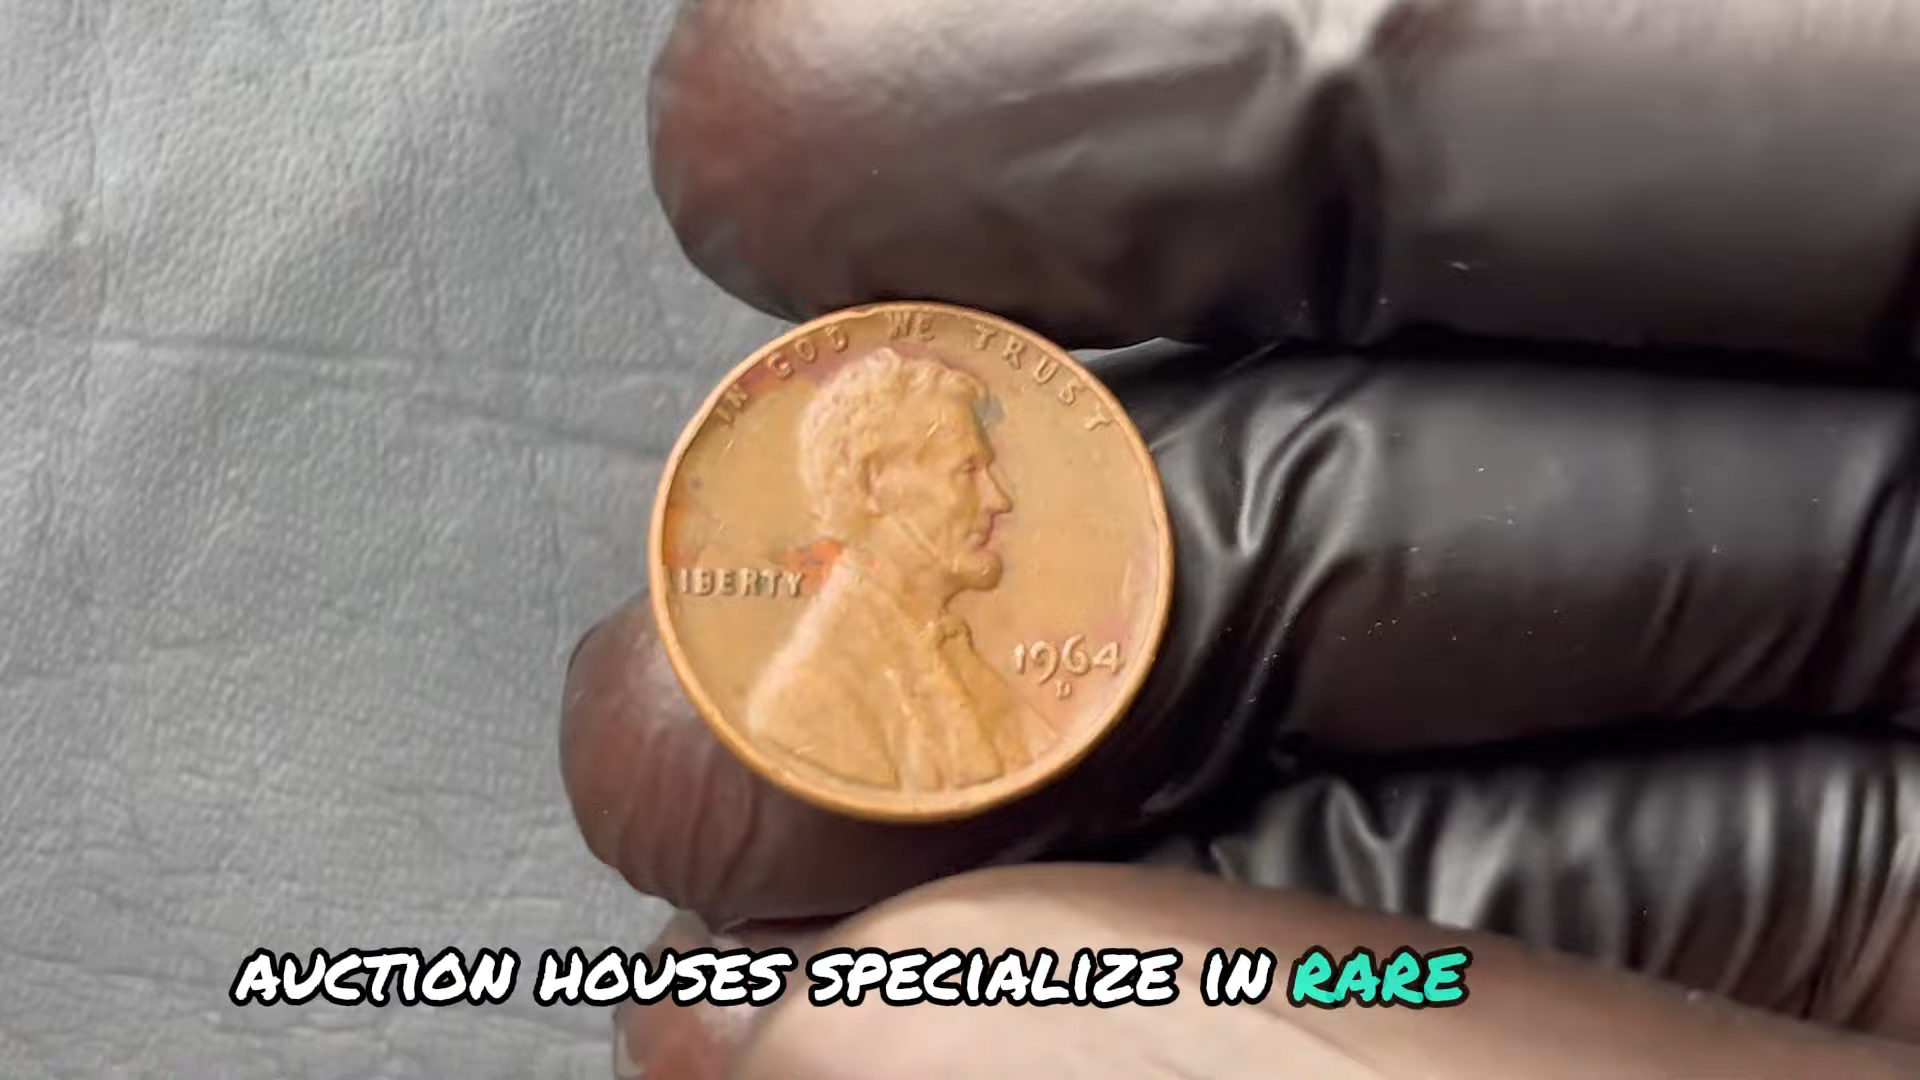 IN GOD WE TRUST
LIBERTY
1964
D
AUCTION HOUSES SPECIALIZE IN RARE